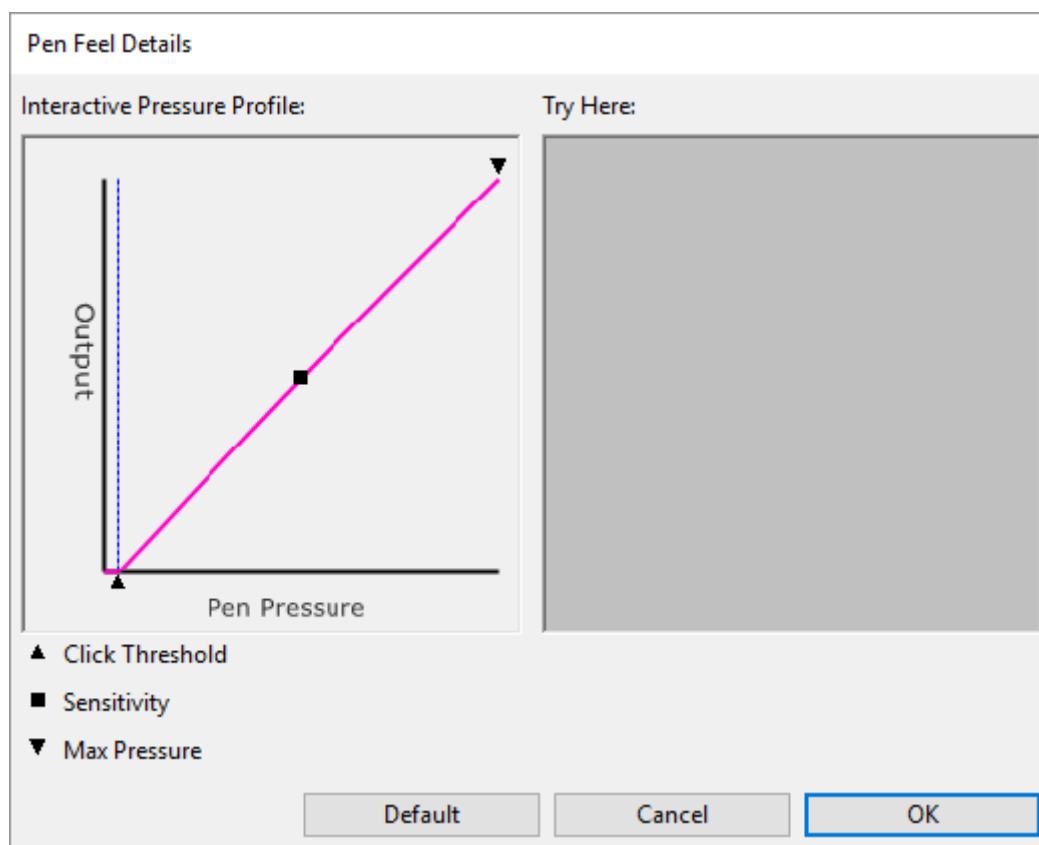 Pen Feel Details
Interactive Pressure Profile:
Try Here:
Output
Pen Pressure
Click Threshold
Sensitivity
Max Pressure
Default
Cancel
OK